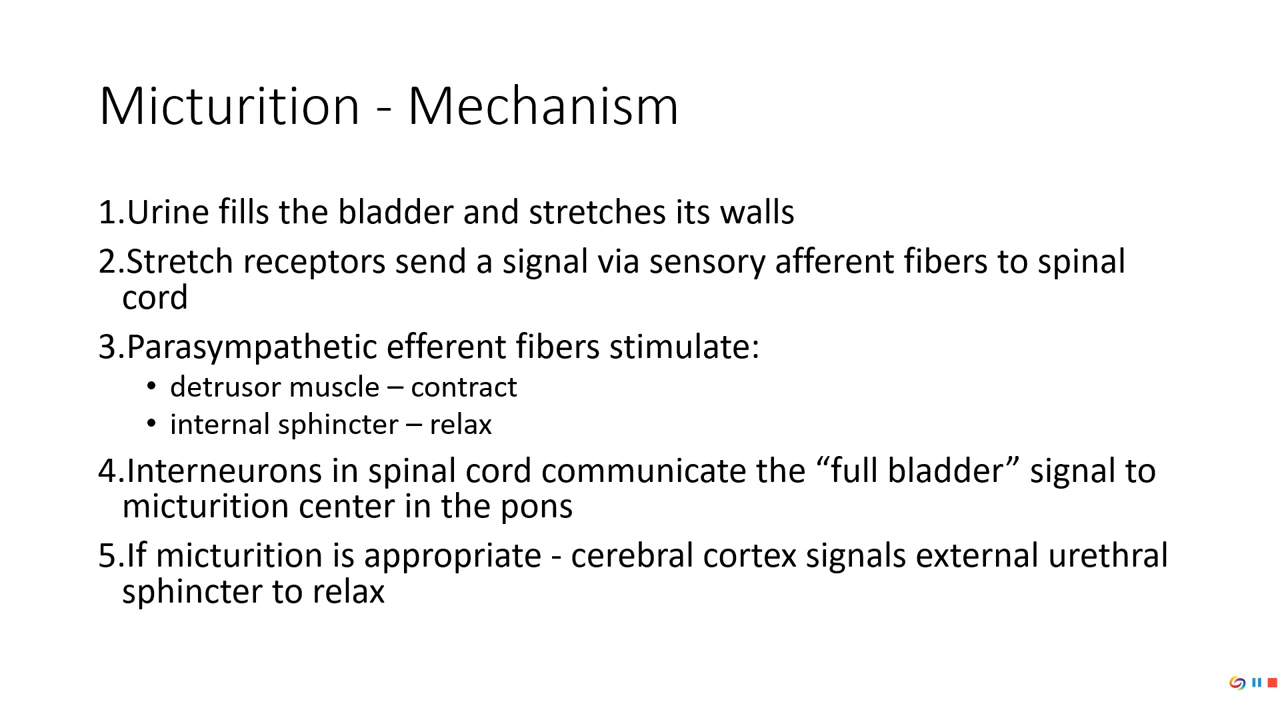 Micturition - Mechanism
1.Urine fills the bladder and stretches its walls
2.Stretch receptors send a signal via sensory afferent fibers to spinal
cord
3.Parasympathetic efferent fibers stimulate:
• detrusor muscle – contract
• internal sphincter – relax
4.Interneurons in spinal cord communicate the “full bladder” signal to
micturition center in the pons
5.If micturition is appropriate - cerebral cortex signals external urethral
sphincter to relax